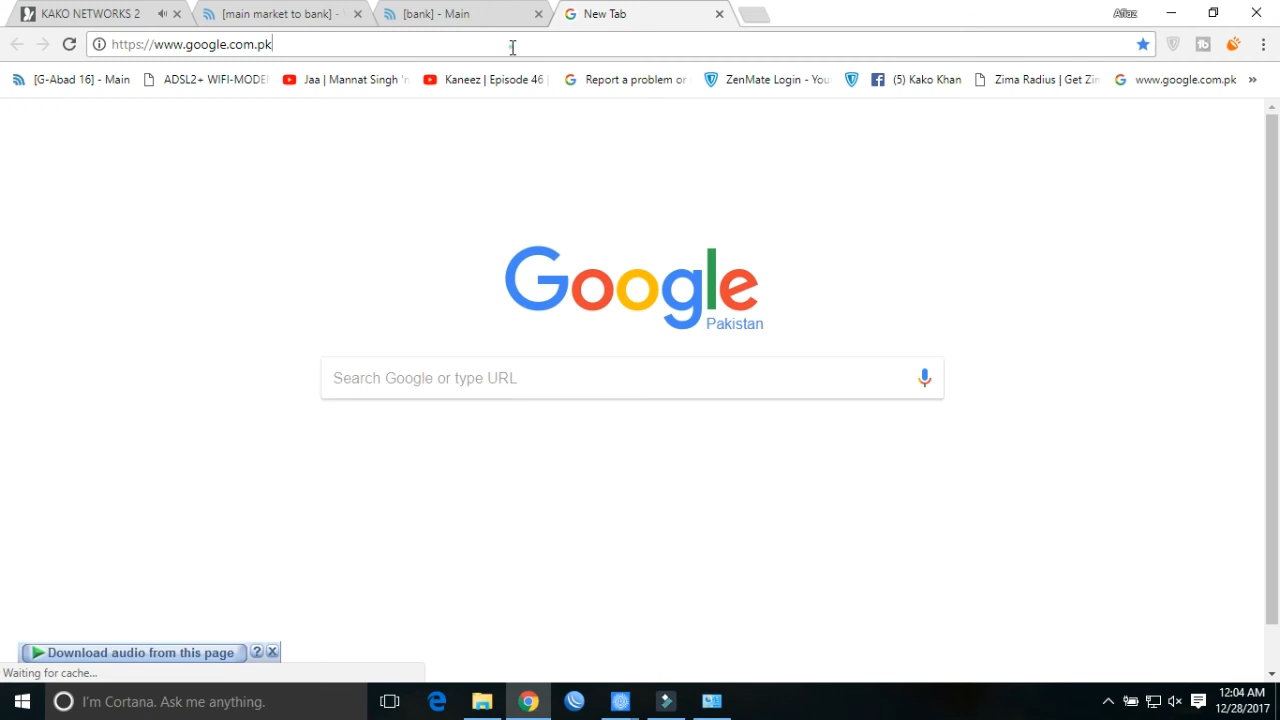 KAKO NETWORKS 2
[main market to bank] -
[bank] - Main
New Tab
Afiaz
https://www.google.com.pk
[G-Abad 16] - Main
ADSL2+ WIFI-MODE
Jaa | Mannat Singh 'n
Kaneez | Episode 46 |
Report a problem or
ZenMate Login - You
(5) Kako Khan
Zima Radius | Get Zim
www.google.com.pk
»
Google
Pakistan
Search Google or type URL
Download audio from this page
?
Waiting for cache...
I'm Cortana. Ask me anything.
12:04 AM
12/28/2017